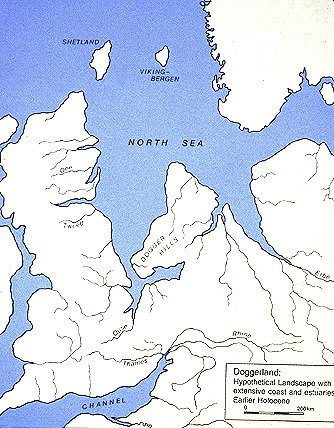 SHETLAND
VIKING-
BERGEN
NORTH SEA
Dee
Tweed
DOGGER
HILLS
Elbe
Ouse
Rhine
Thames
CHANNEL
Doggerland:
Hypothetical Landscape with
extensive coast and estuaries
Earlier Holocene
0 200km